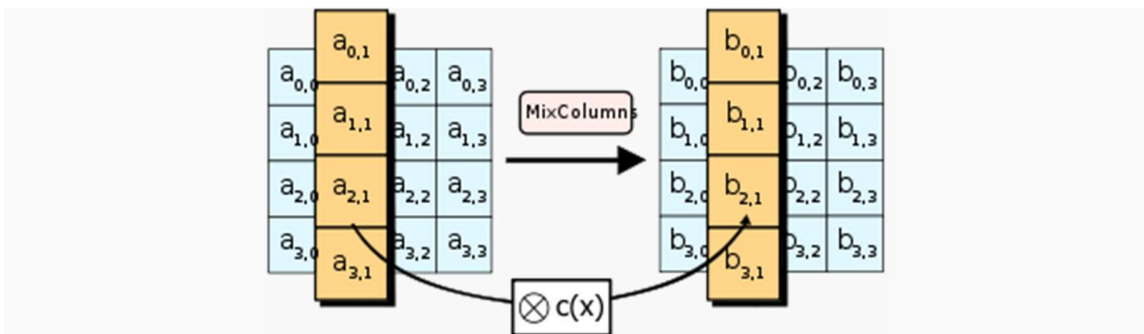 a0,1 b0,1
a0,0 a0,2 a0,3 b0,0 b0,2 b0,3
a1,1 MixColumns b1,1
a1,0 a1,2 a1,3 b1,0 b1,2 b1,3
a2,0 a2,1 a2,2 a2,3 b2,0 b2,1 b2,2 b2,3
a3,0 a3,2 a3,3 b3,0 b3,2 b3,3
a3,1 b3,1
⊗ c(x)